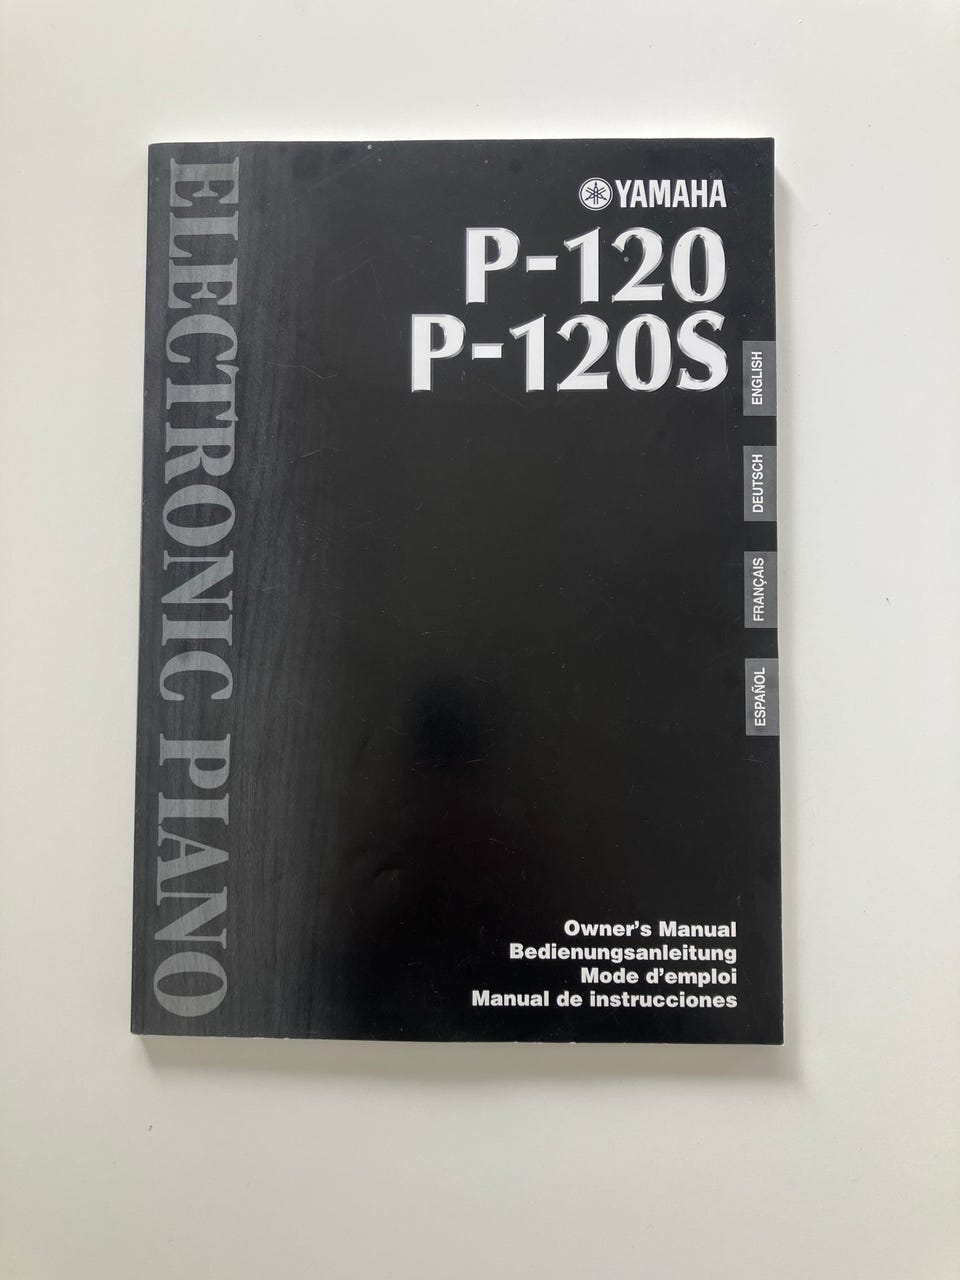 YAMAHA
P-120
P-120S
ELECTRONIC PIANO
ENGLISH
DEUTSCH
FRANÇAIS
ESPAÑOL
Owner's Manual
Bedienungsanleitung
Mode d'emploi
Manual de instrucciones